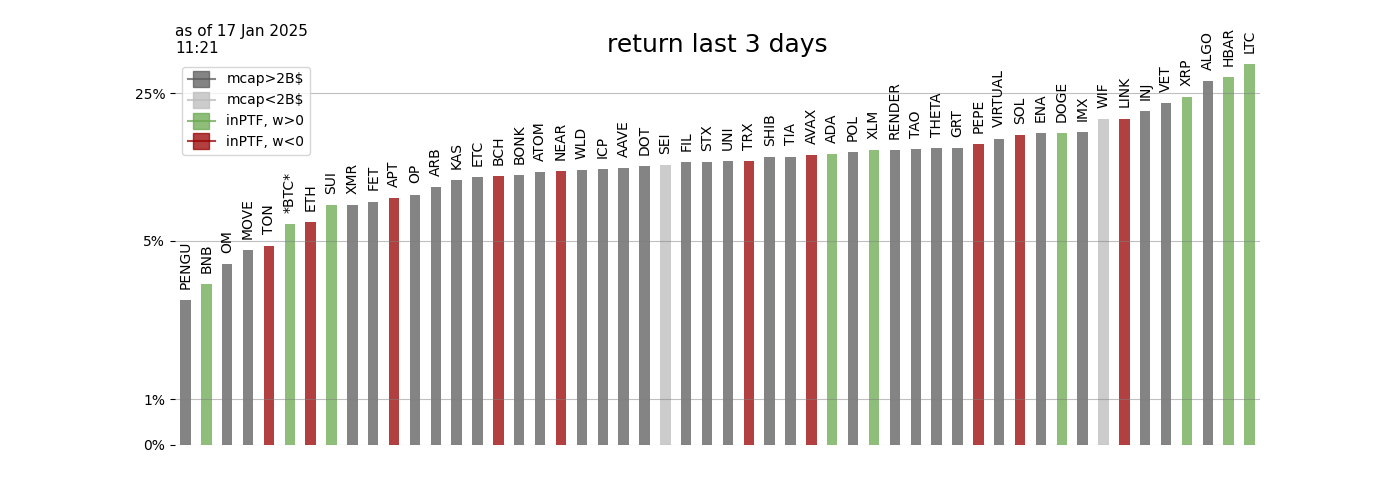 as of 17 Jan 2025
11:21
return last 3 days
mcap>2B$
mcap<2B$
inPTF, w>0
inPTF, w<0
25%
5%
1%
0%
PENGU
BNB
OM
MOVE
TON
*BTC*
ETH
SUI
XMR
FET
APT
OP
ARB
KAS
ETC
BCH
BONK
ATOM
NEAR
WLD
ICP
AAVE
DOT
SEI
FIL
STX
UNI
TRX
SHIB
TIA
AVAX
ADA
POL
XLM
RENDER
TAO
THETA
GRT
PEPE
VIRTUAL
SOL
ENA
DOGE
IMX
WIF
LINK
INJ
VET
XRP
ALGO
HBAR
LTC